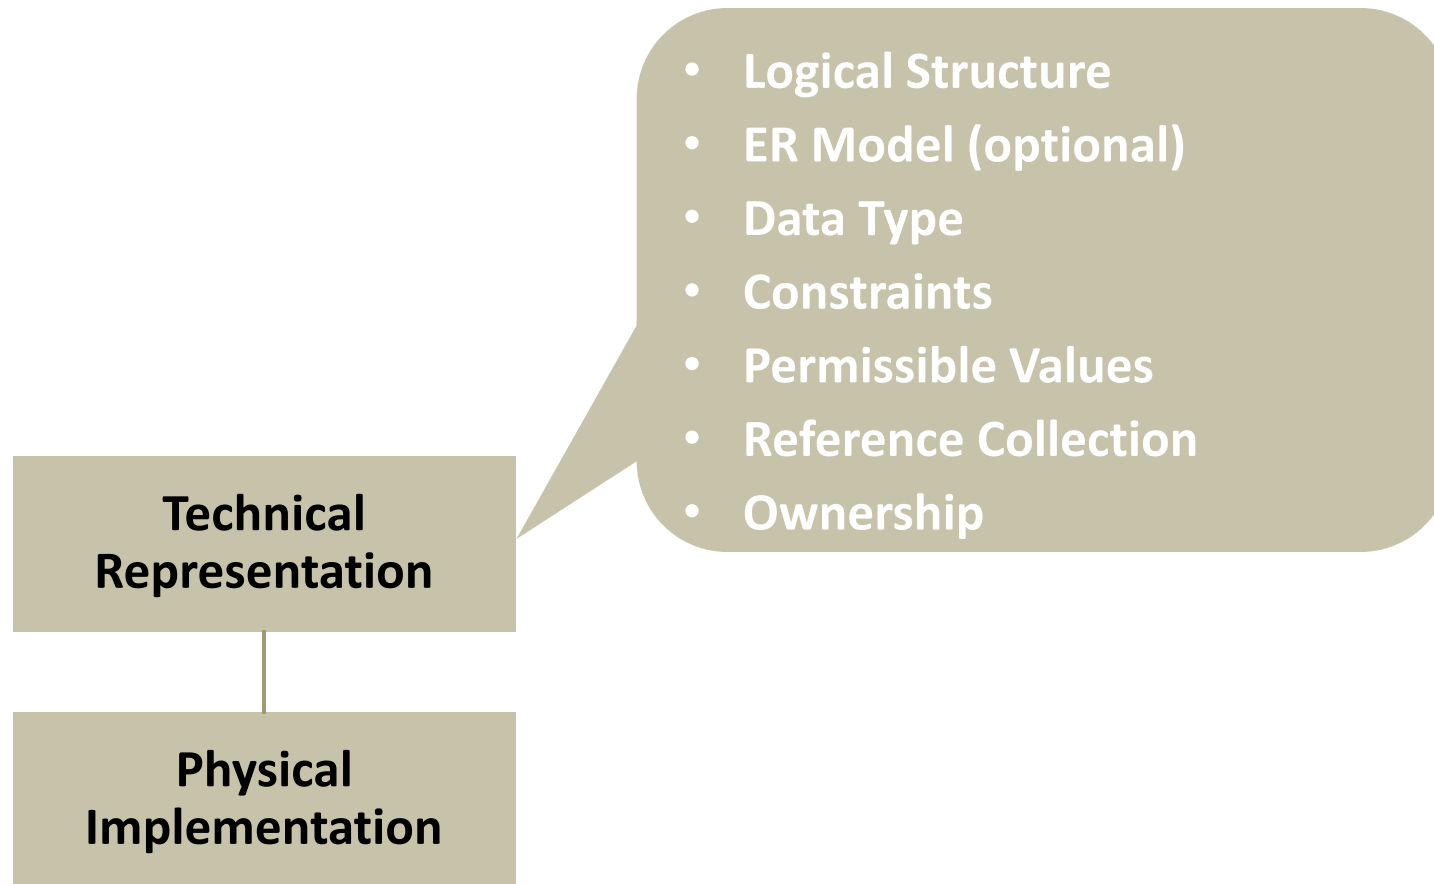 • Logical Structure
• ER Model (optional)
• Data Type
• Constraints
• Permissible Values
• Reference Collection
• Ownership
Technical
Representation
Physical
Implementation